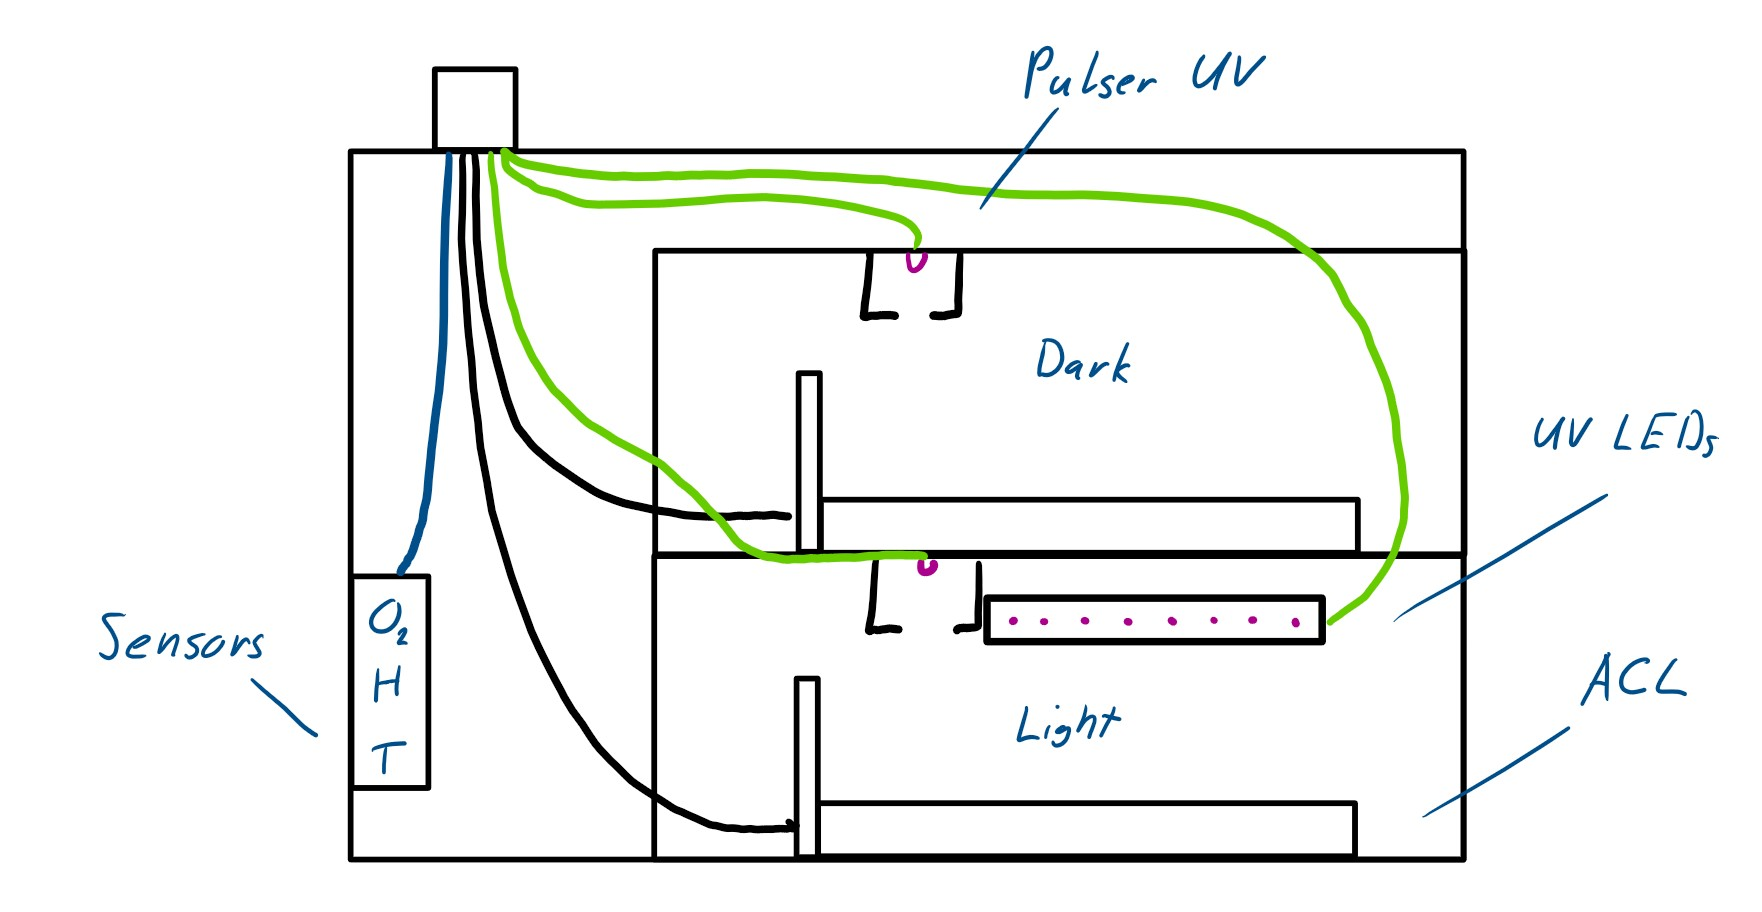 Pulser UV
Dark
UV LEDs
Sensors
O₂
H
T
Light
ACL